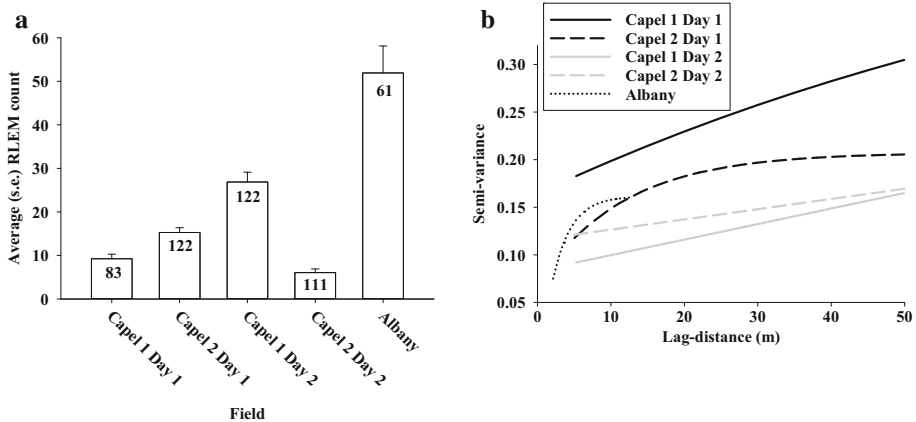 a
Average (s.e.) RLEM count
60
50
40
30
20
10
0
83
122
122
111
61
Capel 1 Day 1
Capel 2 Day 1
Capel 1 Day 2
Capel 2 Day 2
Albany
Field
b
Capel 1 Day 1
Capel 2 Day 1
Capel 1 Day 2
Capel 2 Day 2
Albany
Semi-variance
0.30
0.25
0.20
0.15
0.10
0.05
0 10 20 30 40 50
Lag-distance (m)